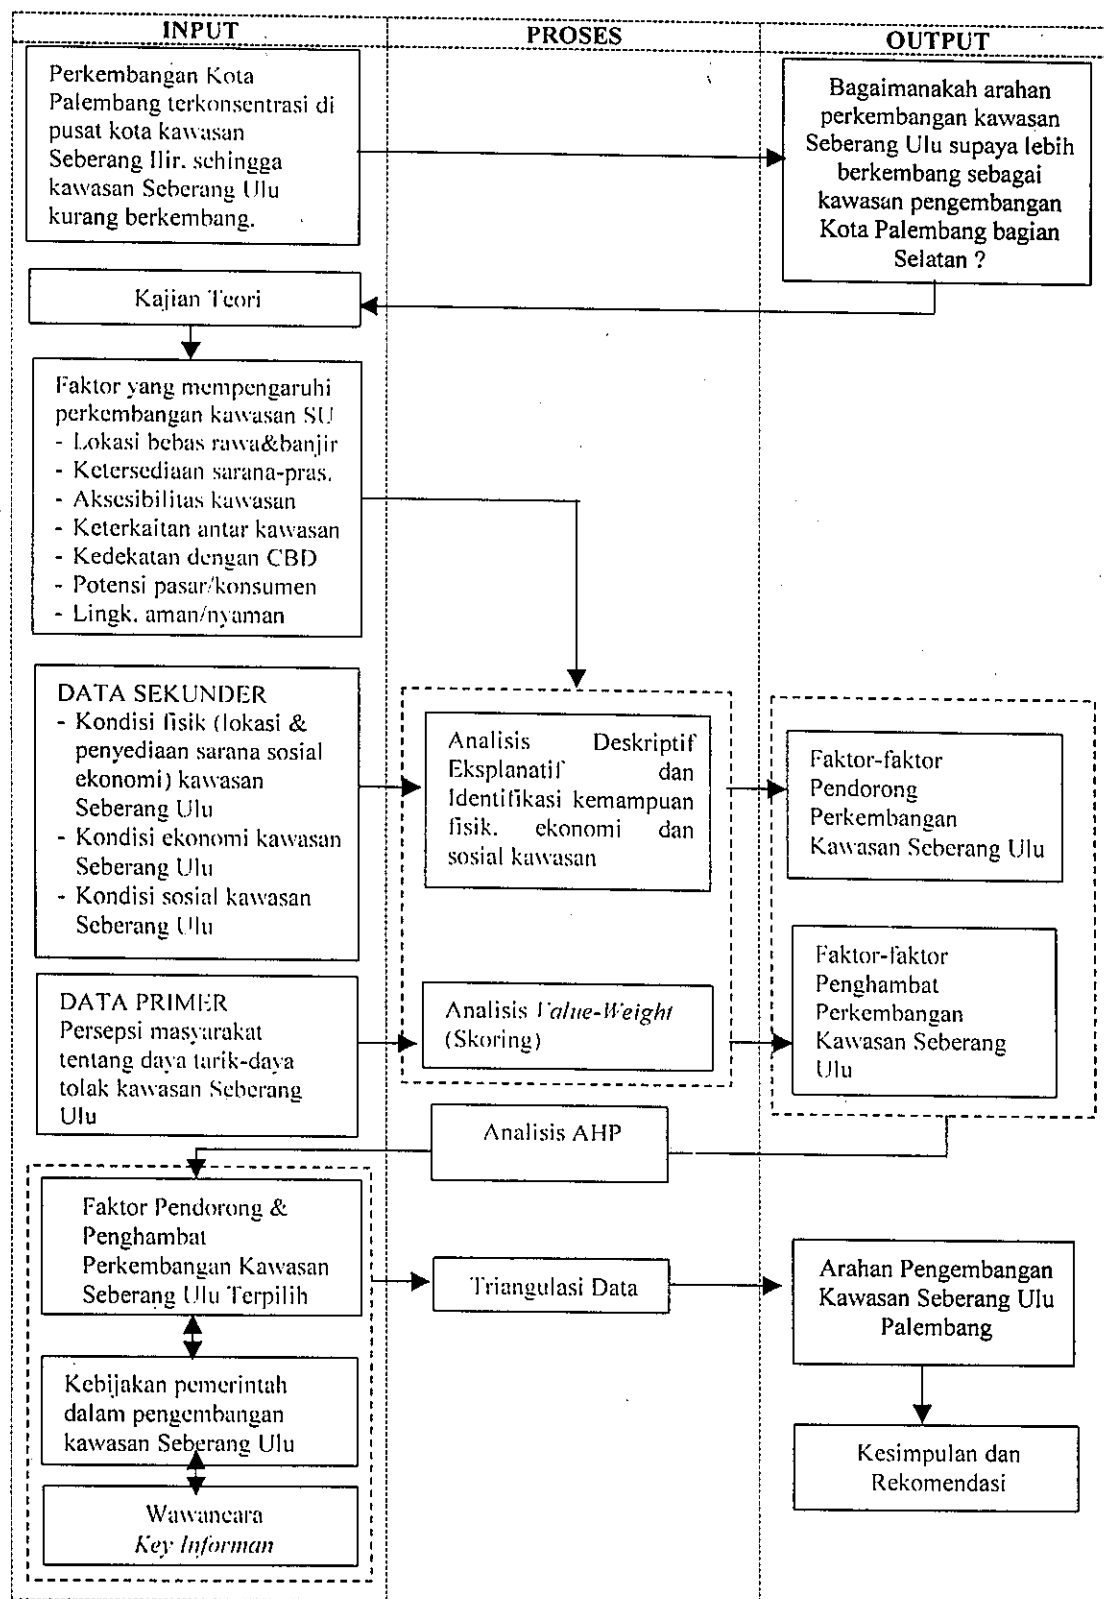 INPUT
PROSES
OUTPUT
Perkembangan Kota
Palembang terkonsentrasi di
pusat kota kawasan
Seberang Ilir. sehingga
kawasan Seberang Ulu
kurang berkembang.
Bagaimanakah arahan
perkembangan kawasan
Seberang Ulu supaya lebih
berkembang sebagai
kawasan pengembangan
Kota Palembang bagian
Selatan ?
Kajian Teori
Faktor yang mempengaruhi
perkembangan kawasan SU
- Lokasi bebas rawa&banjir
- Ketersediaan sarana-pras.
- Aksesibilitas kawasan
- Keterkaitan antar kawasan
- Kedekatan dengan CBD
- Potensi pasar/konsumen
- Lingk. aman/nyaman
DATA SEKUNDER
- Kondisi fisik (lokasi &
penyediaan sarana sosial
ekonomi) kawasan
Seberang Ulu
- Kondisi ekonomi kawasan
Seberang Ulu
- Kondisi sosial kawasan
Seberang Ulu
Analisis Deskriptif
Eksplanatif dan
Identifikasi kemampuan
fisik. ekonomi dan
sosial kawasan
Faktor-faktor
Pendorong
Perkembangan
Kawasan Seberang Ulu
DATA PRIMER
Persepsi masyarakat
tentang daya tarik-daya
tolak kawasan Seberang
Ulu
Analisis Value-Weight
(Skoring)
Faktor-faktor
Penghambat
Perkembangan
Kawasan Seberang
Ulu
Analisis AHP
Faktor Pendorong &
Penghambat
Perkembangan Kawasan
Seberang Ulu Terpilih
Triangulasi Data
Arahan Pengembangan
Kawasan Seberang Ulu
Palembang
Kebijakan pemerintah
dalam pengembangan
kawasan Seberang Ulu
Kesimpulan dan
Rekomendasi
Wawancara
Key Informan